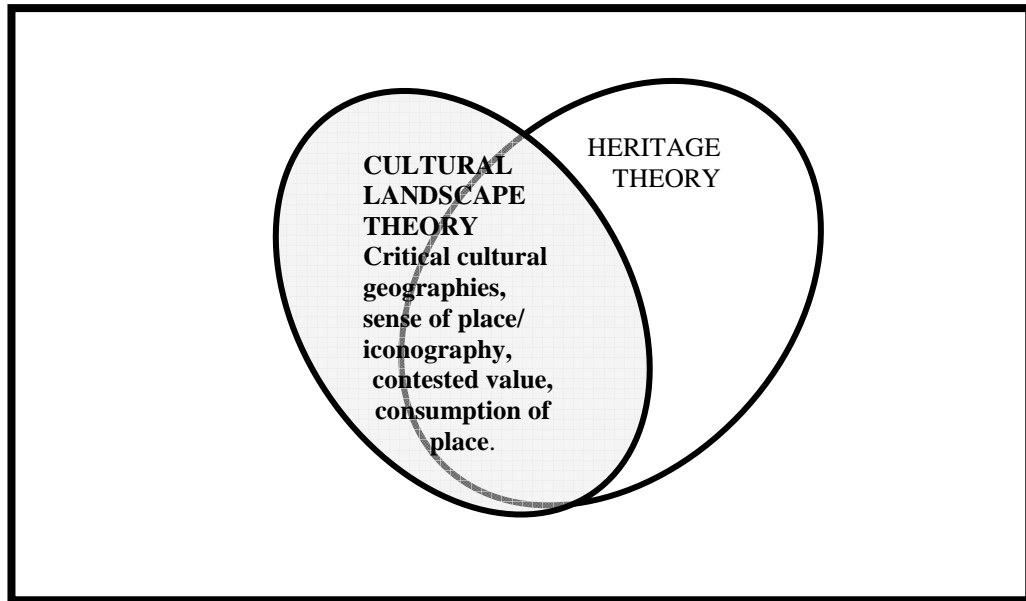 CULTURAL
LANDSCAPE
THEORY
Critical cultural
geographies,
sense of place/
iconography,
contested value,
consumption of
place.
HERITAGE
THEORY